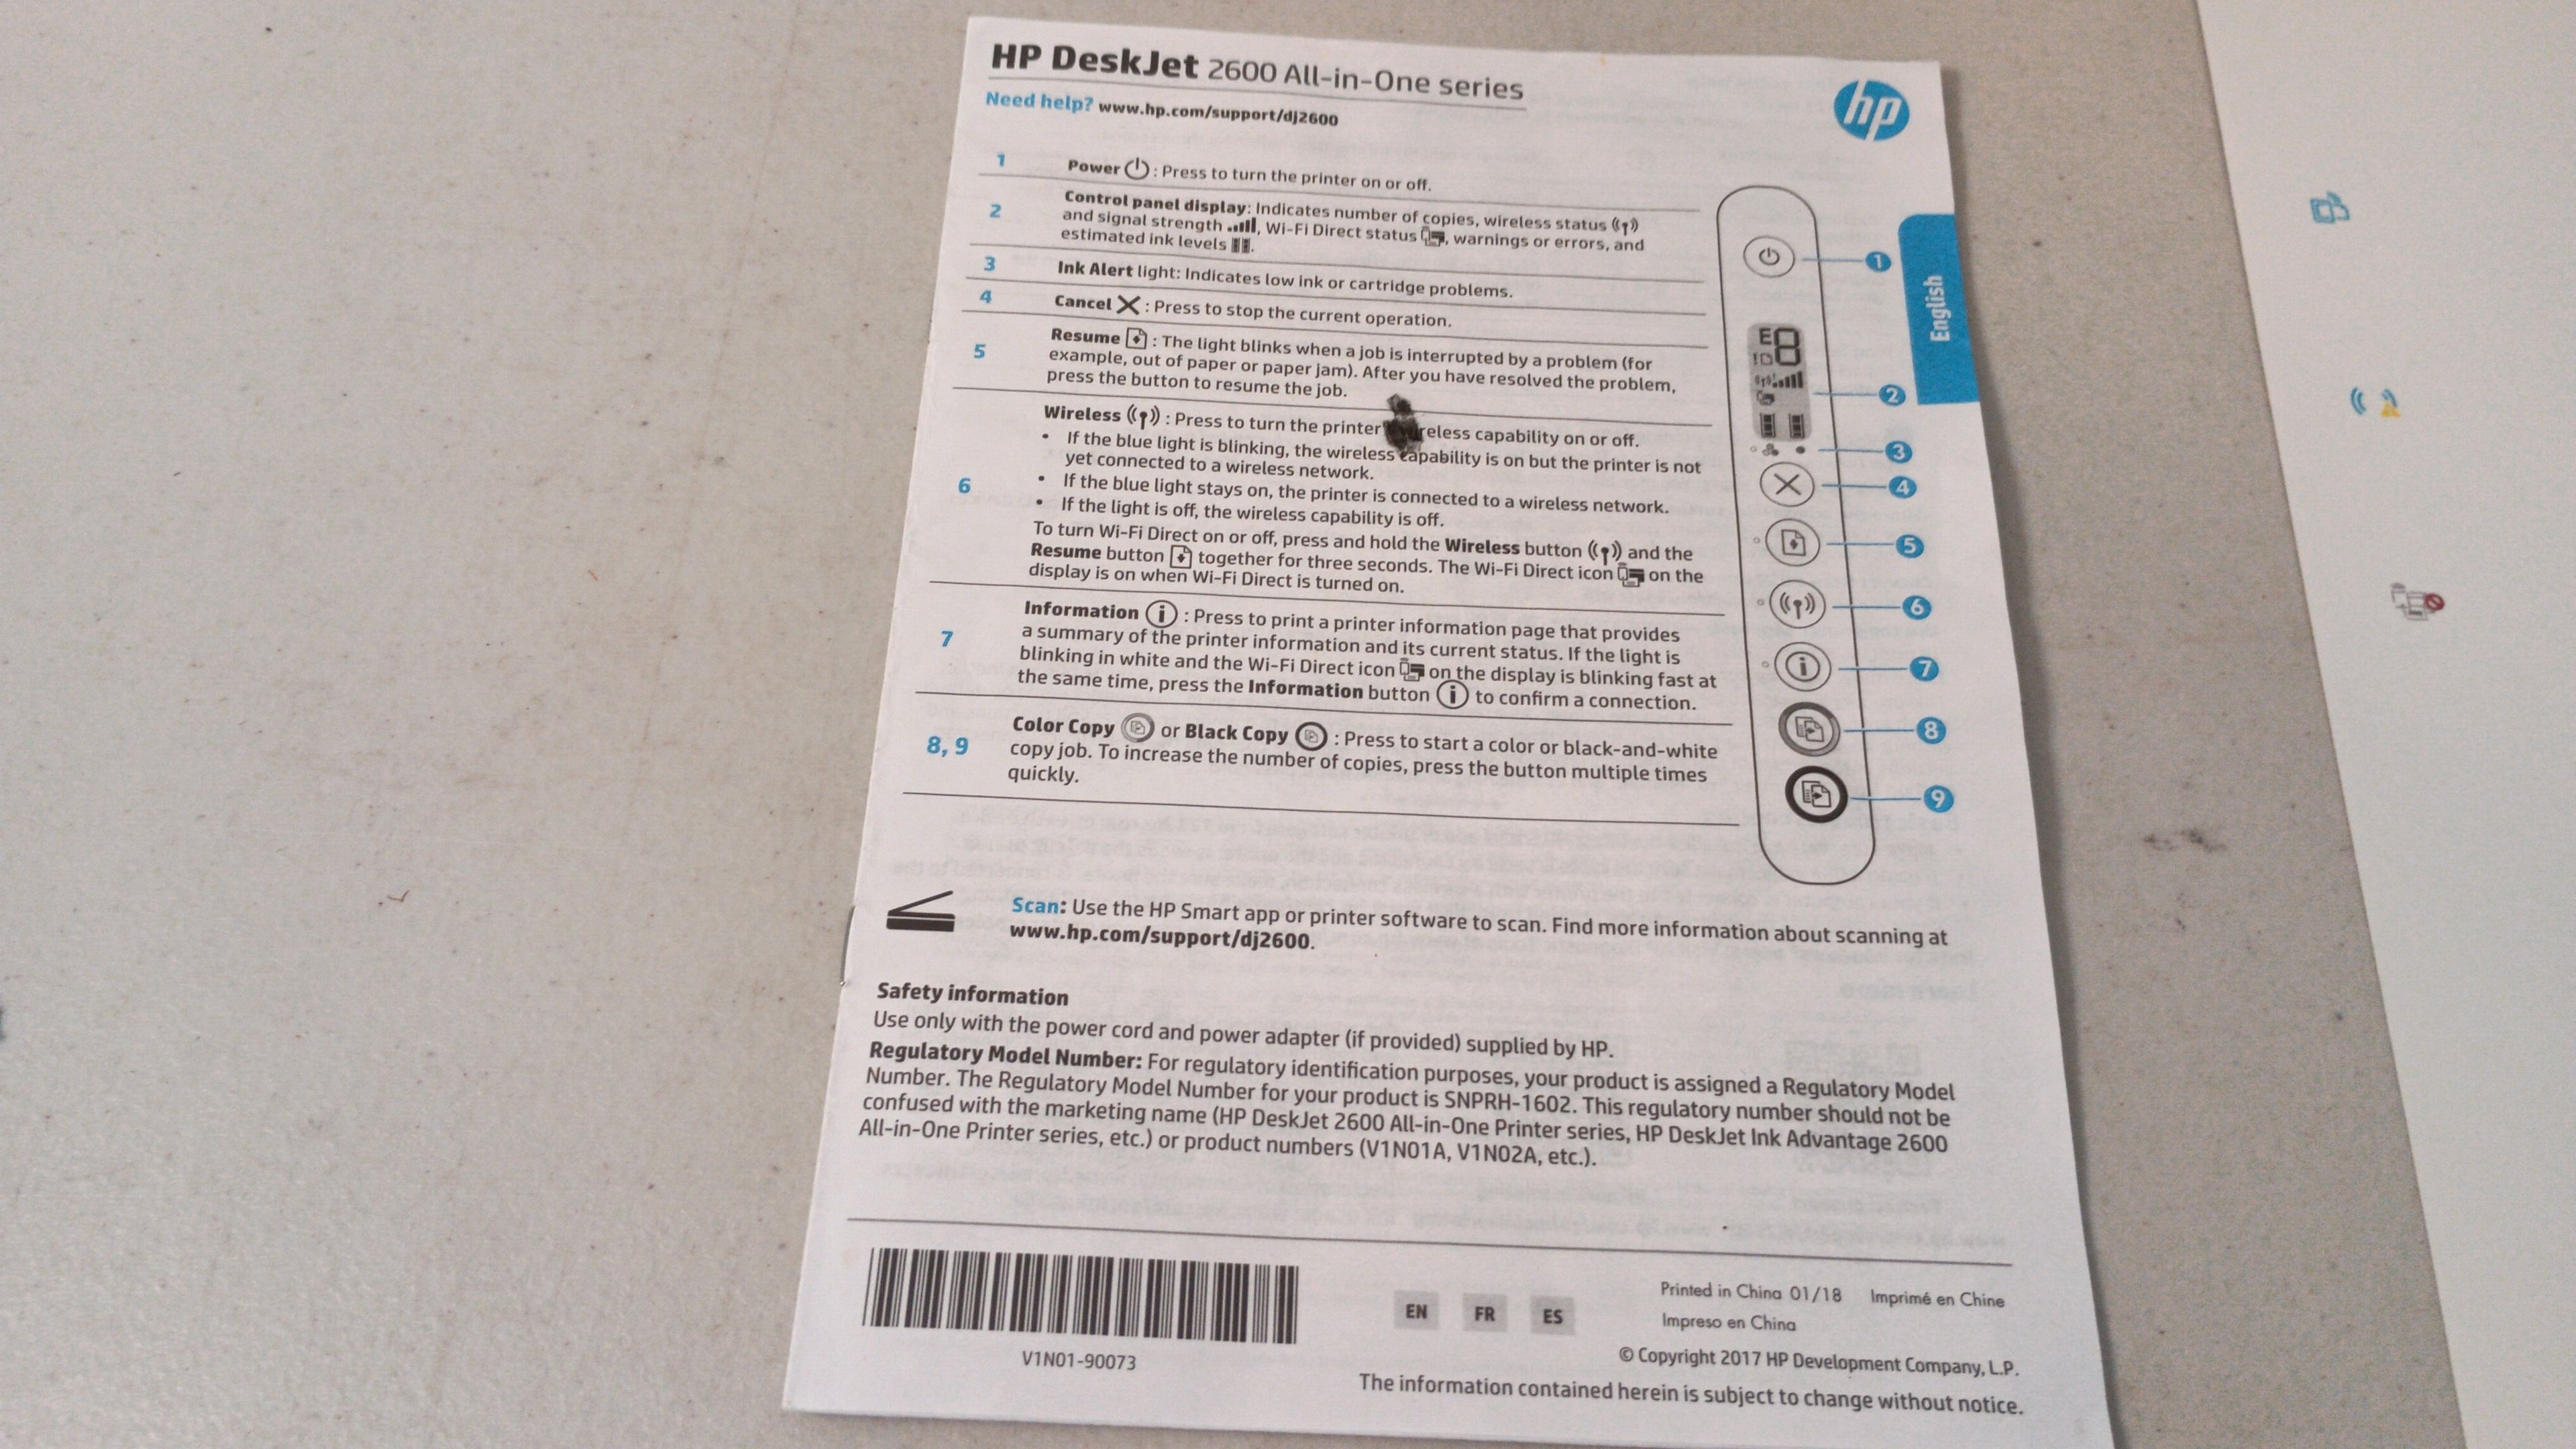 HP DeskJet 2600 All-in-One series
Need help? www.hp.com/support/dj2600
hp
1 Power : Press to turn the printer on or off.
2 Control panel display: Indicates number of copies, wireless status
and signal strength , Wi-Fi Direct status , warnings or errors, and
estimated ink levels .
3 Ink Alert light: Indicates low ink or cartridge problems.
4 Cancel : Press to stop the current operation.
5 Resume : The light blinks when a job is interrupted by a problem (for
example, out of paper or paper jam). After you have resolved the problem,
press the button to resume the job.
6 Wireless : Press to turn the printer capability on or off.
• If the blue light is blinking, the wireless capability is on but the printer is not
yet connected to a wireless network.
• If the blue light stays on, the printer is connected to a wireless network.
• If the light is off, the wireless capability is off.
To turn Wi-Fi Direct on or off, press and hold the Wireless button and the
Resume button together for three seconds. The Wi-Fi Direct icon on the
display is on when Wi-Fi Direct is turned on.
7 Information : Press to print a printer information page that provides
a summary of the printer information and its current status. If the light is
blinking in white and the Wi-Fi Direct icon on the display is blinking fast at
the same time, press the Information button to confirm a connection.
8, 9 Color Copy or Black Copy : Press to start a color or black-and-white
copy job. To increase the number of copies, press the button multiple times
quickly.
E8
1
2
3
4
5
6
7
8
9
English
Scan: Use the HP Smart app or printer software to scan. Find more information about scanning at
www.hp.com/support/dj2600.
Safety information
Use only with the power cord and power adapter (if provided) supplied by HP.
Regulatory Model Number: For regulatory identification purposes, your product is assigned a Regulatory Model
Number. The Regulatory Model Number for your product is SNPRH-1602. This regulatory number should not be
confused with the marketing name (HP DeskJet 2600 All-in-One Printer series, HP DeskJet Ink Advantage 2600
All-in-One Printer series, etc.) or product numbers (V1N01A, V1N02A, etc.).
V1N01-90073
EN FR ES
Printed in China 01/18 Imprimé en Chine
Impreso en China
© Copyright 2017 HP Development Company, L.P.
The information contained herein is subject to change without notice.